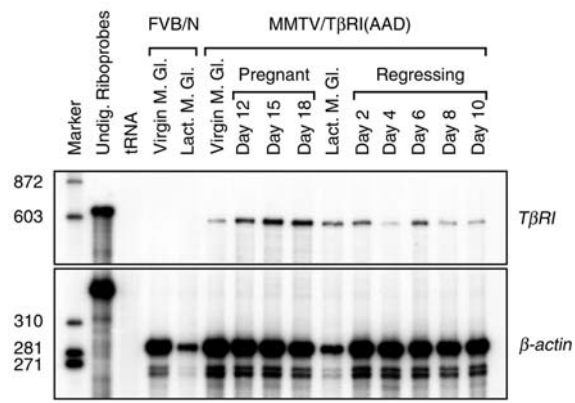 FVB/N MMTV/TβRI(AAD)
Pregnant Regressing
Marker
Undig. Riboprobes
tRNA
Virgin M. Gl.
Lact. M. Gl.
Virgin M. Gl.
Day 12
Day 15
Day 18
Lact. M. Gl.
Day 2
Day 4
Day 6
Day 8
Day 10
872
603 TβRI
310
281 β-actin
271